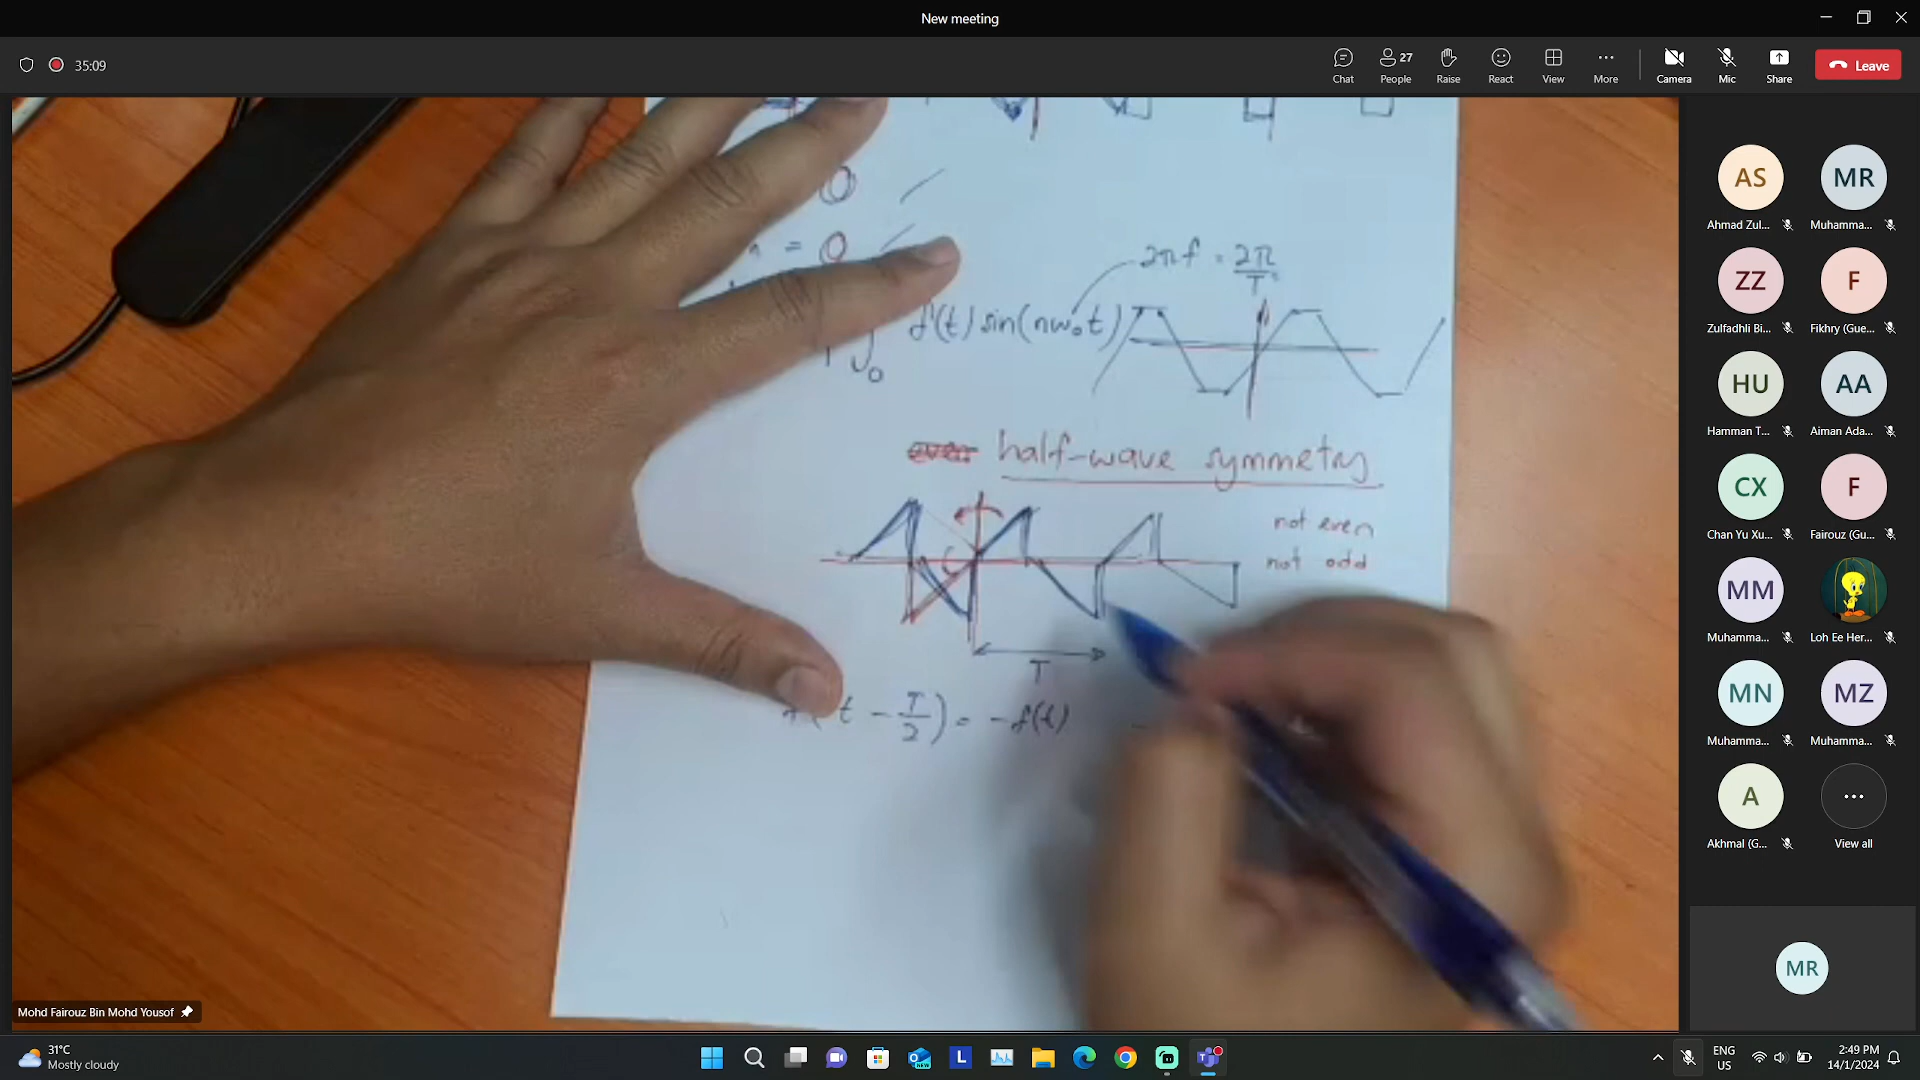 New meeting
35:09
Chat
27
People
Raise
React
View
More
Camera
Mic
Share
Leave
= 0
2πf = 2π/T
f(t) sin(nω₀t)
0
half-wave symmetry
not even
not odd
T
t - T/2) = -f(t)
AS
Ahmad Zul...
MR
Muhamma...
ZZ
Zulfadhli Bi...
F
Fikhry (Gue...
HU
Hamman T...
AA
Aiman Ada...
CX
Chan Yu Xu...
F
Fairouz (Gu...
MM
Muhamma...
Loh Ee Her...
MN
Muhamma...
MZ
Muhamma...
A
Akhmal (G...
...
View all
MR
Mohd Fairouz Bin Mohd Yousof
31°C
Mostly cloudy
NEW
L
ENG
US
2:49 PM
14/1/2024